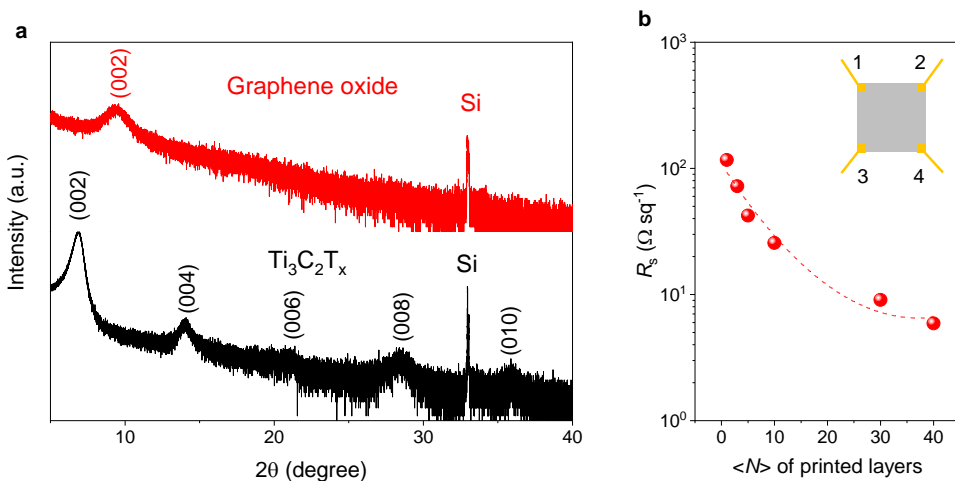 a
Intensity (a.u.)
(002)
Graphene oxide
Si
(002)
(004)
Ti₃C₂Tₓ
(006)
(008)
Si
(010)
10
20
30
40
2θ (degree)
b
Rₛ (Ω sq⁻¹)
10³
10²
10¹
10⁰
1
2
3
4
0
10
20
30
40
<N> of printed layers